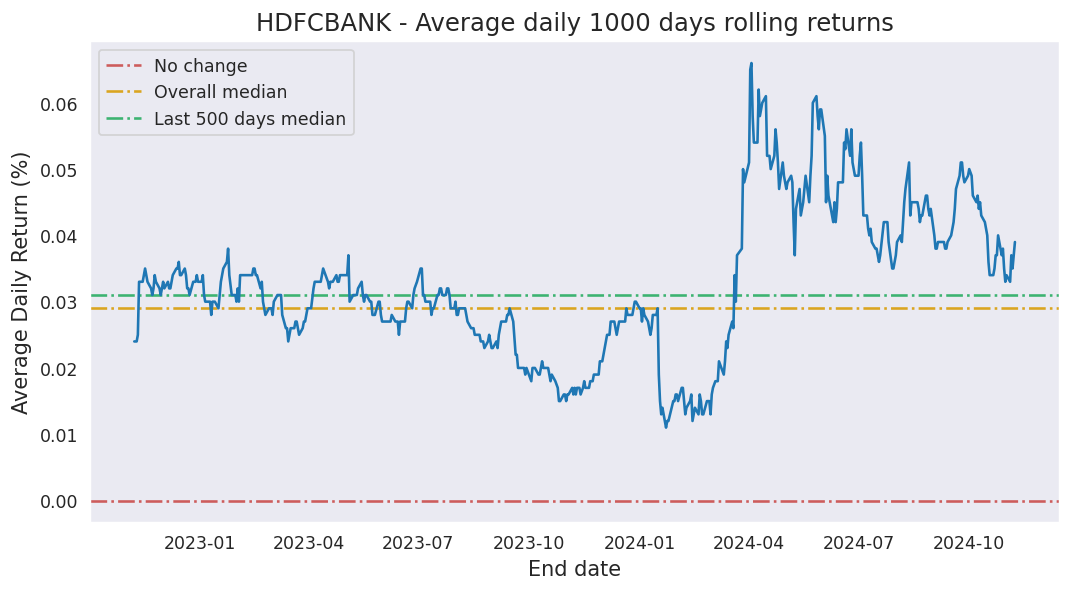 HDFCBANK - Average daily 1000 days rolling returns
No change
Overall median
Last 500 days median
Average Daily Return (%)
0.06
0.05
0.04
0.03
0.02
0.01
0.00
2023-01 2023-04 2023-07 2023-10 2024-01 2024-04 2024-07 2024-10
End date